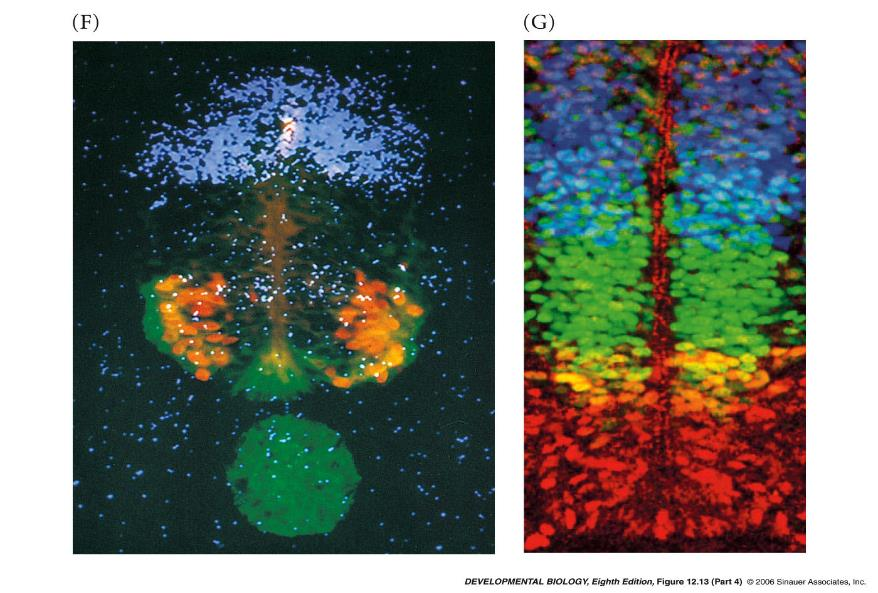 (F)
(G)
DEVELOPMENTAL BIOLOGY, Eighth Edition, Figure 12.13 (Part 4) © 2006 Sinauer Associates, Inc.